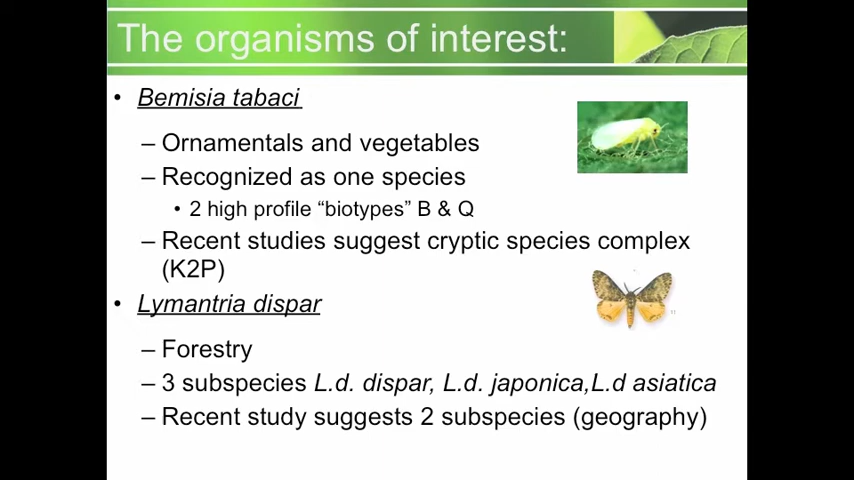 The organisms of interest:
• Bemisia tabaci
– Ornamentals and vegetables
– Recognized as one species
• 2 high profile “biotypes” B & Q
– Recent studies suggest cryptic species complex
(K2P)
• Lymantria dispar
– Forestry
– 3 subspecies L.d. dispar, L.d. japonica,L.d asiatica
– Recent study suggests 2 subspecies (geography)